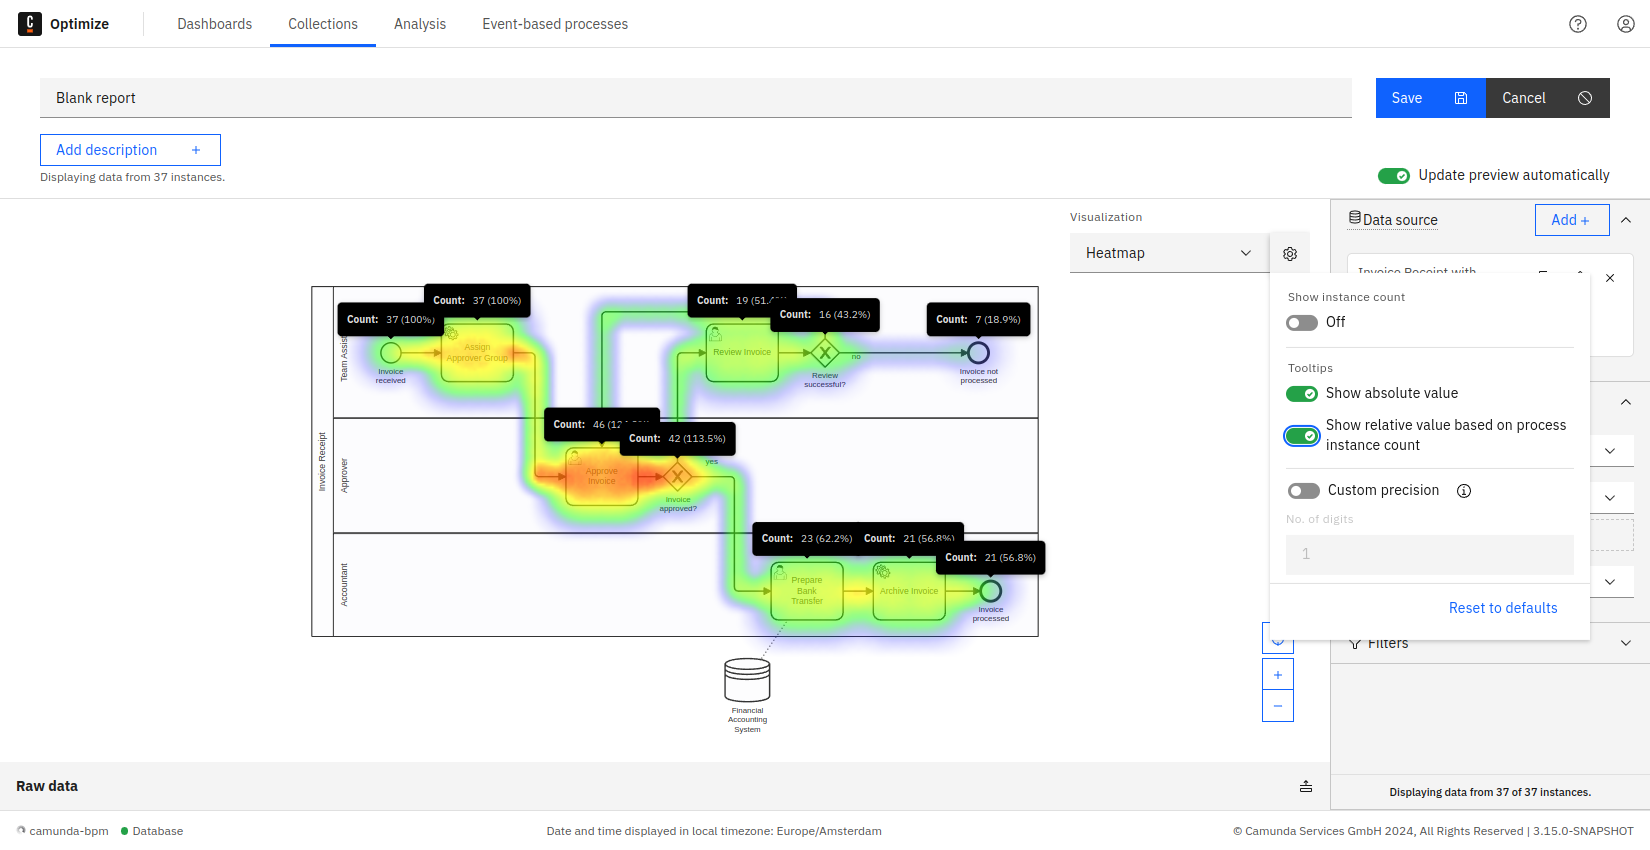 Optimize
Dashboards
Collections
Analysis
Event-based processes
Blank report
Save
Cancel
Add description +
Displaying data from 37 instances.
Update preview automatically
Visualization
Heatmap
Data source
Add +
Invoice Receipt with
Show instance count
Off
Tooltips
Show absolute value
Show relative value based on process
instance count
Custom precision
No. of digits
1
Reset to defaults
Filters
Count: 37 (100%)
Count: 37 (100%)
Count: 19
Count: 16 (43.2%)
Count: 7 (18.9%)
Team
Assign
Approver Group
Review Invoice
no
Invoice
received
Review
successful?
Invoice not
processed
Count: 46
Count: 42 (113.5%)
Invoice Receipt
Approver
Approve
Invoice
yes
Invoice
approved?
Count: 23 (62.2%)
Count: 21 (56.8%)
Count: 21 (56.8%)
Accountant
Prepare
Bank
Transfer
Archive Invoice
Invoice
processed
Financial
Accounting
System
Raw data
Displaying data from 37 of 37 instances.
camunda-bpm
Database
Date and time displayed in local timezone: Europe/Amsterdam
© Camunda Services GmbH 2024, All Rights Reserved | 3.15.0-SNAPSHOT